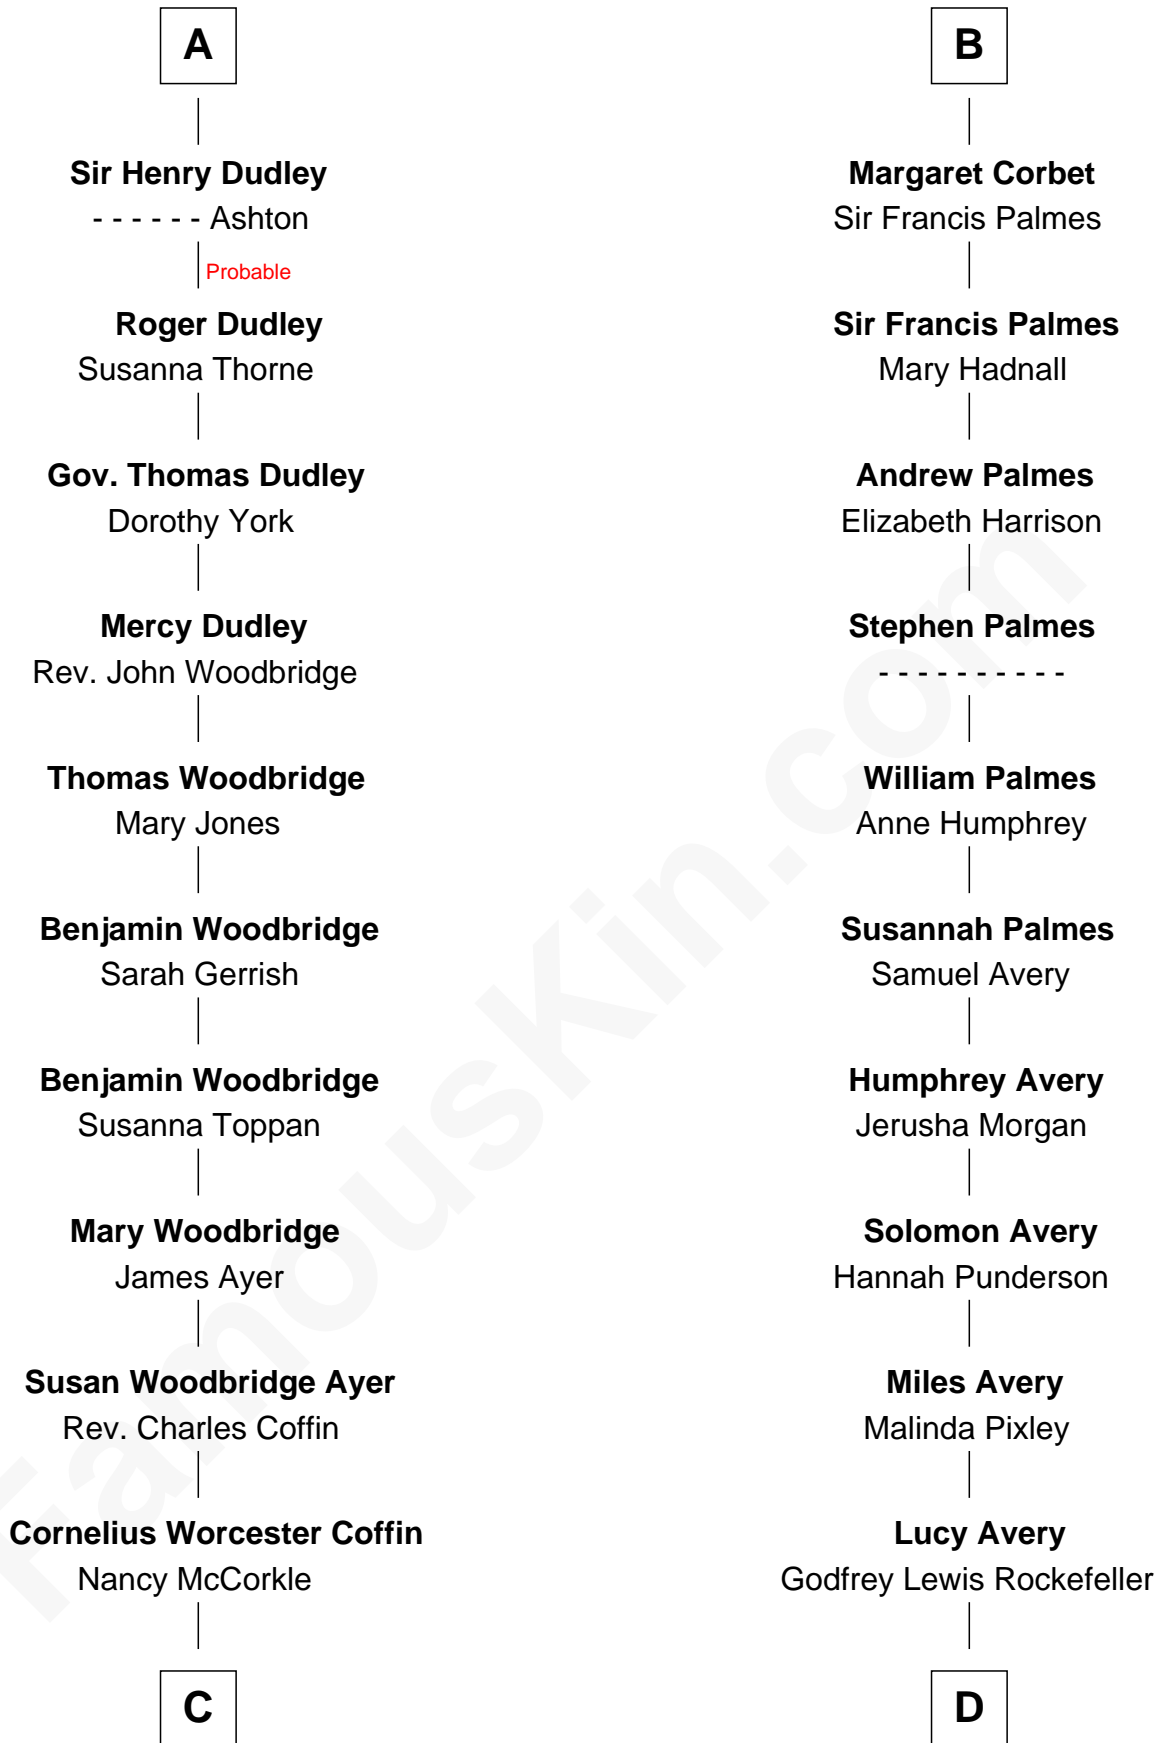 A
Sir Henry Dudley
- - - - - - Ashton
Probable
Roger Dudley
Susanna Thorne
Gov. Thomas Dudley
Dorothy York
Mercy Dudley
Rev. John Woodbridge
Thomas Woodbridge
Mary Jones
Benjamin Woodbridge
Sarah Gerrish
Benjamin Woodbridge
Susanna Toppan
Mary Woodbridge
James Ayer
Susan Woodbridge Ayer
Rev. Charles Coffin
Cornelius Worcester Coffin
Nancy McCorkle
C
B
Margaret Corbet
Sir Francis Palmes
Sir Francis Palmes
Mary Hadnall
Andrew Palmes
Elizabeth Harrison
Stephen Palmes
- - - - - - - - - -
William Palmes
Anne Humphrey
Susannah Palmes
Samuel Avery
Humphrey Avery
Jerusha Morgan
Solomon Avery
Hannah Punderson
Miles Avery
Malinda Pixley
Lucy Avery
Godfrey Lewis Rockefeller
D
FamousKin.com